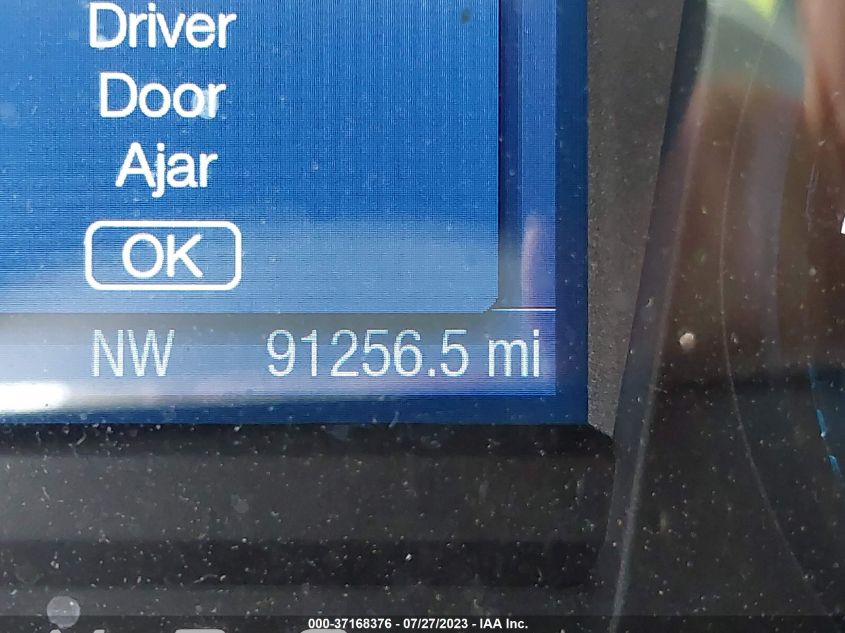 Driver
Door
Ajar
OK
NW 91256.5 mi
000-37168376 - 07/27/2023 - IAA Inc.